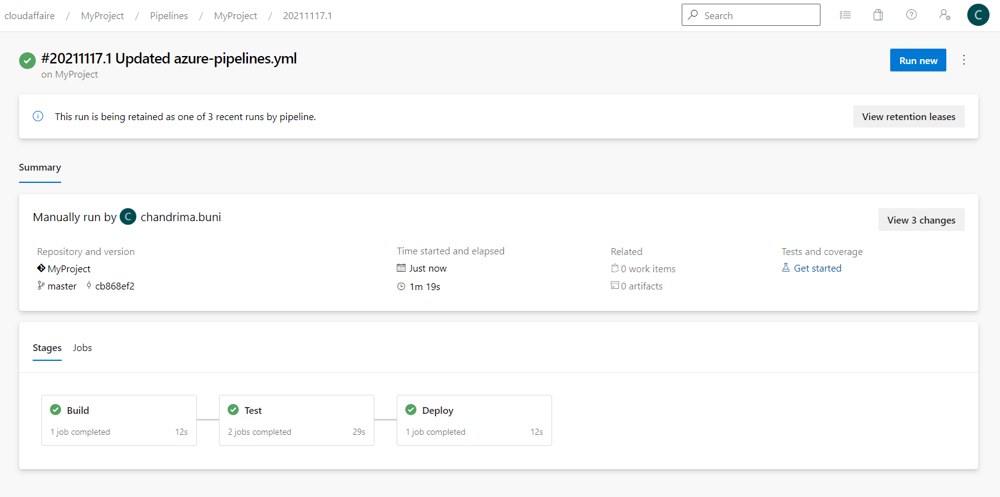 cloudaffaire / MyProject / Pipelines / MyProject / 20211117.1
Search
C
#20211117.1 Updated azure-pipelines.yml
on MyProject
Run new
This run is being retained as one of 3 recent runs by pipeline.
View retention leases
Summary
Manually run by C chandrima.buni
View 3 changes
Repository and version
MyProject
master cb868ef2
Time started and elapsed
Just now
1m 19s
Related
0 work items
0 artifacts
Tests and coverage
Get started
Stages Jobs
Build
1 job completed 12s
Test
2 jobs completed 29s
Deploy
1 job completed 12s